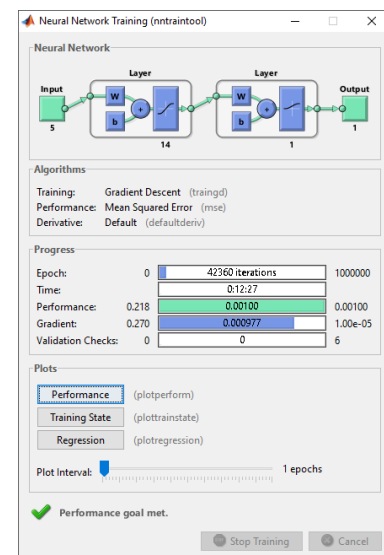 Neural Network Training (nntraintool)
Neural Network
Layer Layer
Input Output
W W
+ +
b b
5 1
14 1
Algorithms
Training: Gradient Descent (traingd)
Performance: Mean Squared Error (mse)
Derivative: Default (defaultderiv)
Progress
Epoch: 0 42360 iterations 1000000
Time: 0:12:27
Performance: 0.218 0.00100 0.00100
Gradient: 0.270 0.000977 1.00e-05
Validation Checks: 0 0 6
Plots
Performance (plotperform)
Training State (plottrainstate)
Regression (plotregression)
Plot Interval: 1 epochs
Performance goal met.
Stop Training Cancel